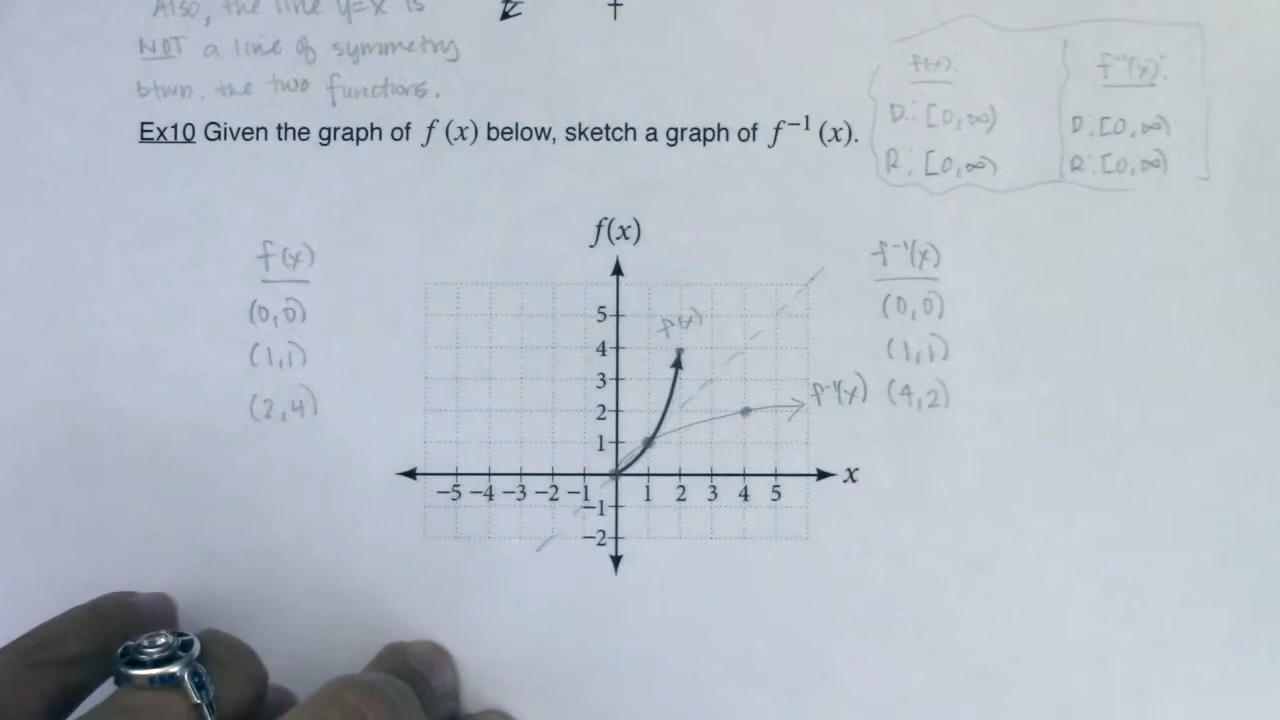 Also, the line y=x is
NOT a line of symmetry
btwn. the two functions.
f(x): f⁻¹(x):
D: [0,∞) D: [0,∞)
R: [0,∞) R: [0,∞)
Ex10 Given the graph of f (x) below, sketch a graph of f⁻¹ (x).
f(x)
(0,0)
(1,1)
(2,4)
f(x)
5
4
3
2
1
−1
−2
−5 −4 −3 −2 −1 1 2 3 4 5 x
f(x)
f⁻¹(x)
f⁻¹(x)
(0,0)
(1,1)
(4,2)